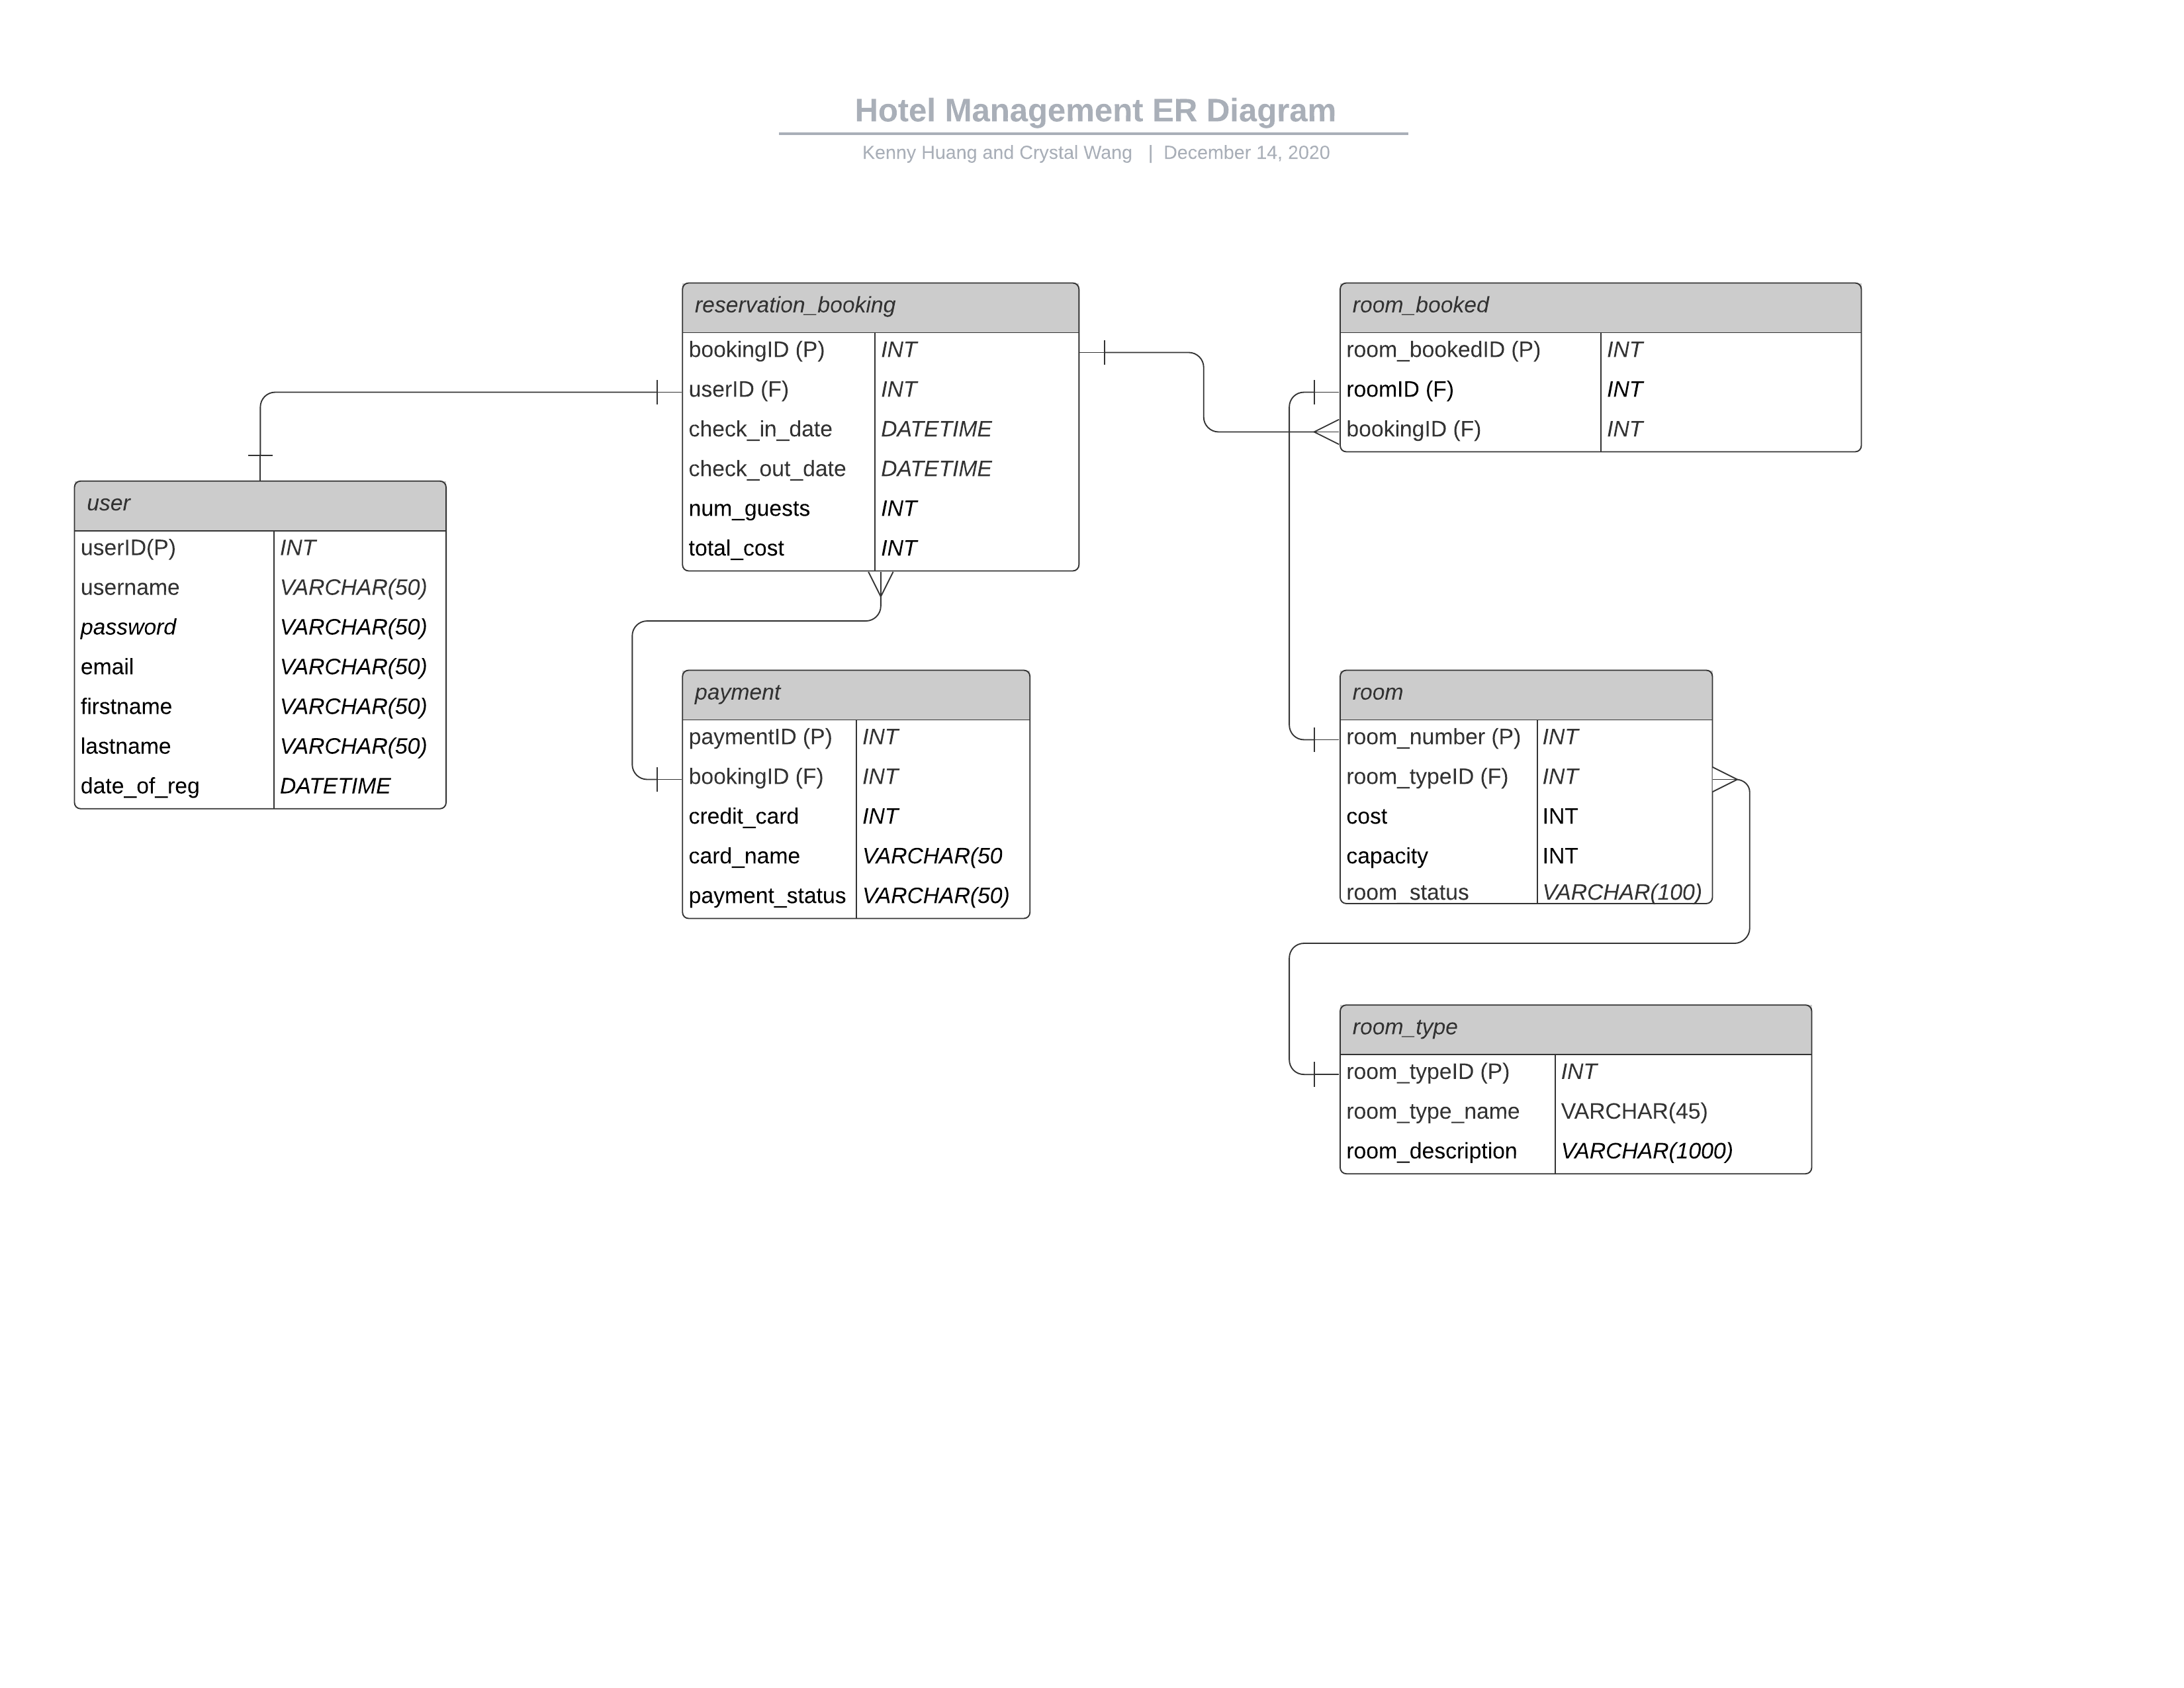 Hotel Management ER Diagram
Kenny Huang and Crystal Wang | December 14, 2020
reservation_booking
bookingID (P) INT
userID (F) INT
check_in_date DATETIME
check_out_date DATETIME
num_guests INT
total_cost INT
room_booked
room_bookedID (P) INT
roomID (F) INT
bookingID (F) INT
user
userID(P) INT
username VARCHAR(50)
password VARCHAR(50)
email VARCHAR(50)
firstname VARCHAR(50)
lastname VARCHAR(50)
date_of_reg DATETIME
payment
paymentID (P) INT
bookingID (F) INT
credit_card INT
card_name VARCHAR(50
payment_status VARCHAR(50)
room
room_number (P) INT
room_typeID (F) INT
cost INT
capacity INT
room_status VARCHAR(100)
room_type
room_typeID (P) INT
room_type_name VARCHAR(45)
room_description VARCHAR(1000)